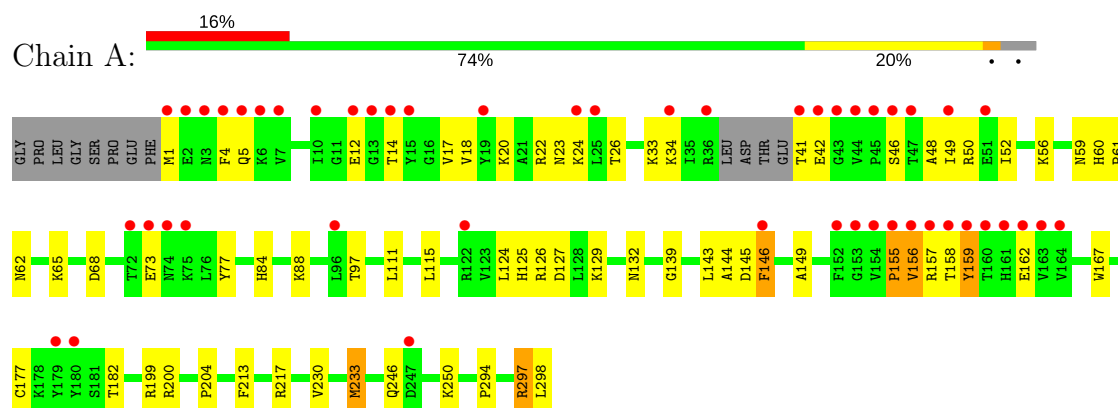 16%
Chain A:
74% 20% • •
GLY PRO LEU GLY SER PRO GLU PHE M1 E2 N3 F4 Q5 K6 V7 I10 G11 E12 G13 T14 Y15 G16 V17 V18 Y19 K20 A21 R22 N23 K24 L25 T26 K33 K34 I35 R36 LEU ASP THR GLU T41 E42 G43 V44 P45 S46 T47 A48 I49 R50 E51 I52 K56 N59 H60 P61
N62 K65 D68 T72 E73 N74 K75 L76 Y77 H84 K88 L96 T97 L111 L115 R122 V123 L124 H125 R126 D127 L128 K129 N132 G139 L143 A144 D145 F146 A149 F152 G153 V154 P155 V156 R157 T158 Y159 T160 H161 E162 V163 V164 W167
C177 K178 Y179 Y180 S181 T182 R199 R200 P204 F213 R217 V230 M233 Q246 D247 K250 P294 R297 L298